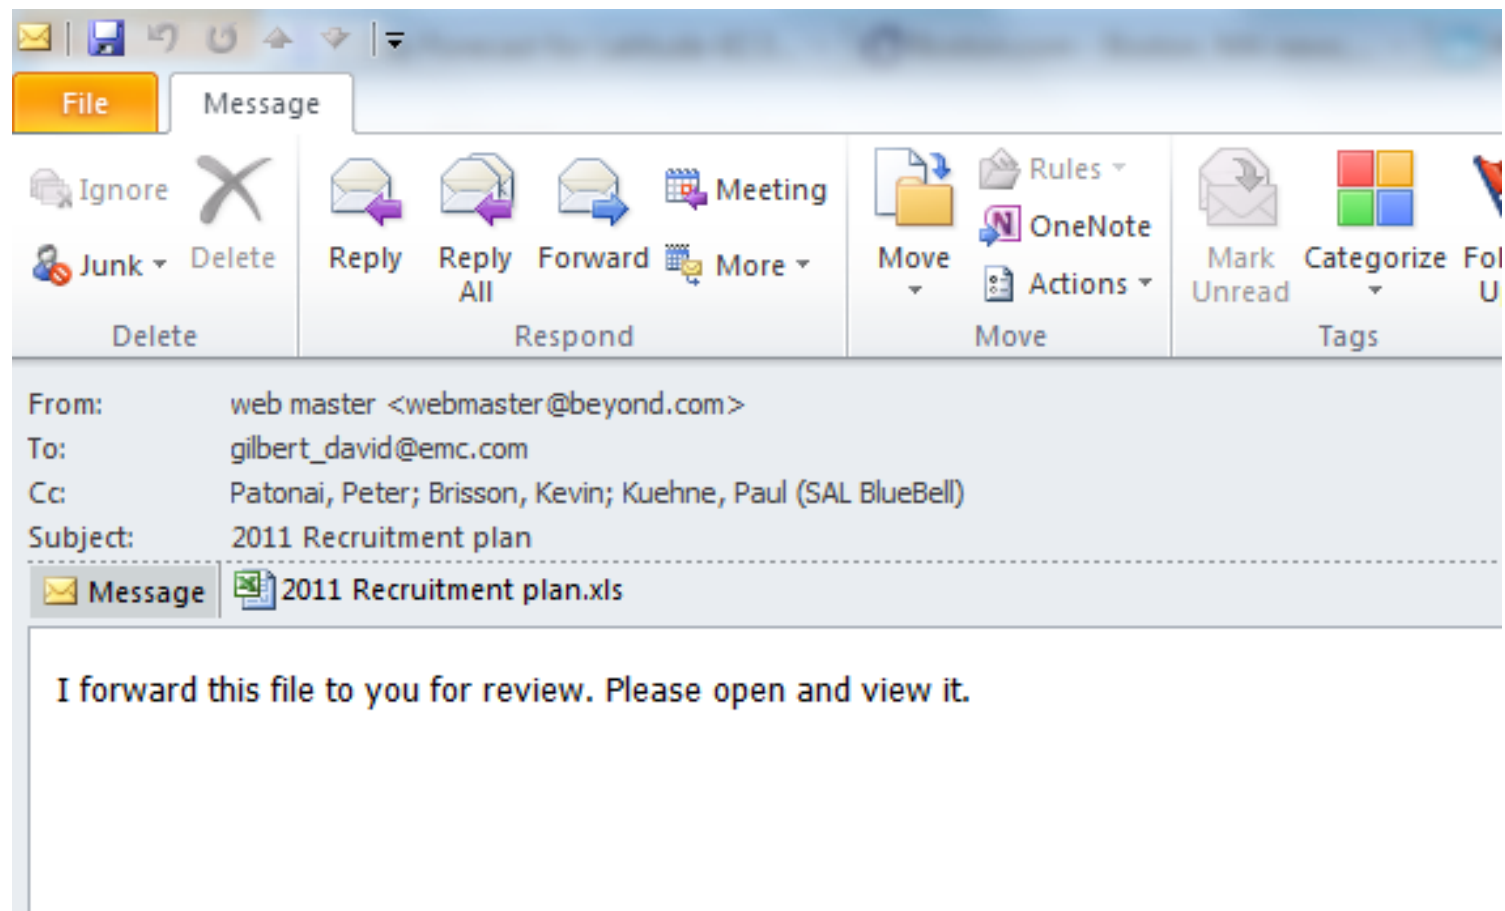 File Message
Ignore
Junk
Delete
Delete
Reply
Reply All
Forward
Meeting
More
Respond
Move
Rules
OneNote
Actions
Move
Mark Unread
Categorize
Tags
From: web master <webmaster@beyond.com>
To: gilbert_david@emc.com
Cc: Patonai, Peter; Brisson, Kevin; Kuehne, Paul (SAL BlueBell)
Subject: 2011 Recruitment plan
Message 2011 Recruitment plan.xls
I forward this file to you for review. Please open and view it.